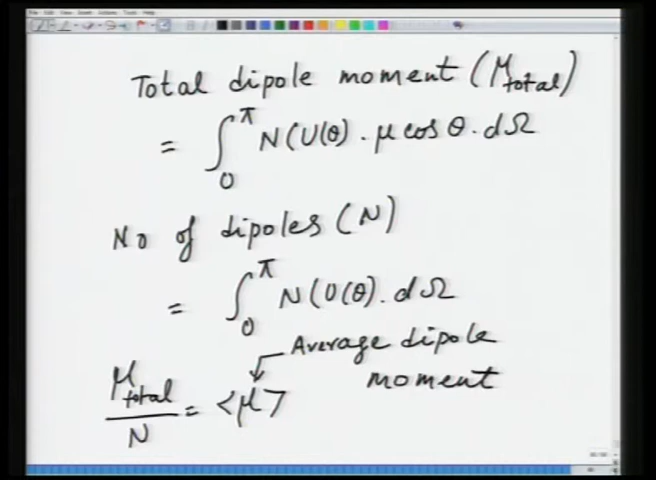 Total dipole moment (μtotal)
= ∫₀^π N(U(θ) . μ cos θ . dΩ
No of dipoles (N)
= ∫₀^π N(U(θ) . dΩ
Average dipole
moment
μtotal / N = <μ>